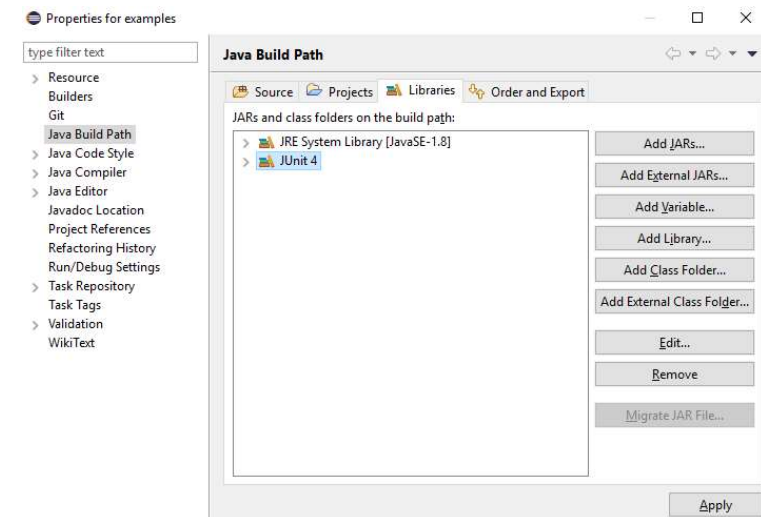 Properties for examples
type filter text
Resource
Builders
Git
Java Build Path
Java Code Style
Java Compiler
Java Editor
Javadoc Location
Project References
Refactoring History
Run/Debug Settings
Task Repository
Task Tags
Validation
WikiText
Java Build Path
Source Projects Libraries Order and Export
JARs and class folders on the build path:
JRE System Library [JavaSE-1.8]
JUnit 4
Add JARs...
Add External JARs...
Add Variable...
Add Library...
Add Class Folder...
Add External Class Folder...
Edit...
Remove
Migrate JAR File...
Apply